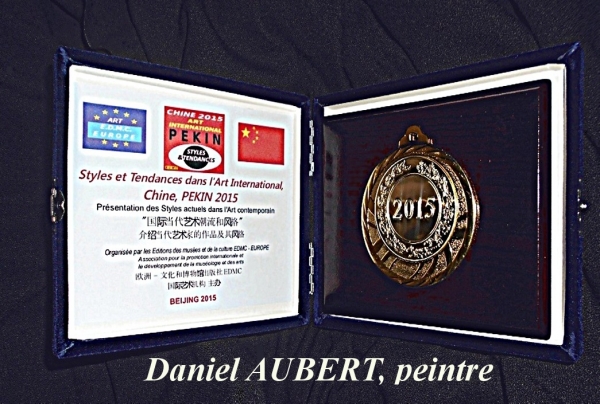 ART
E.D.M.C.
EUROPE
CHINE 2015
ART
INTERNATIONAL
PEKIN
STYLES
&TENDANCES
Styles et Tendances dans l'Art International,
Chine, PEKIN 2015
Présentation des Styles actuels dans l'Art contemporain
"国际当代艺术潮流和风格"
介绍当代艺术家的作品及其风格
Organisée par les Editions des musées et de la culture EDMC - EUROPE
Association pour la promotion internationale et
le développement de la muséologie et des arts
欧洲 - 文化和博物馆出版社 EDMC
国际艺术机构 主办
BEIJING 2015
2015
Daniel AUBERT, peintre